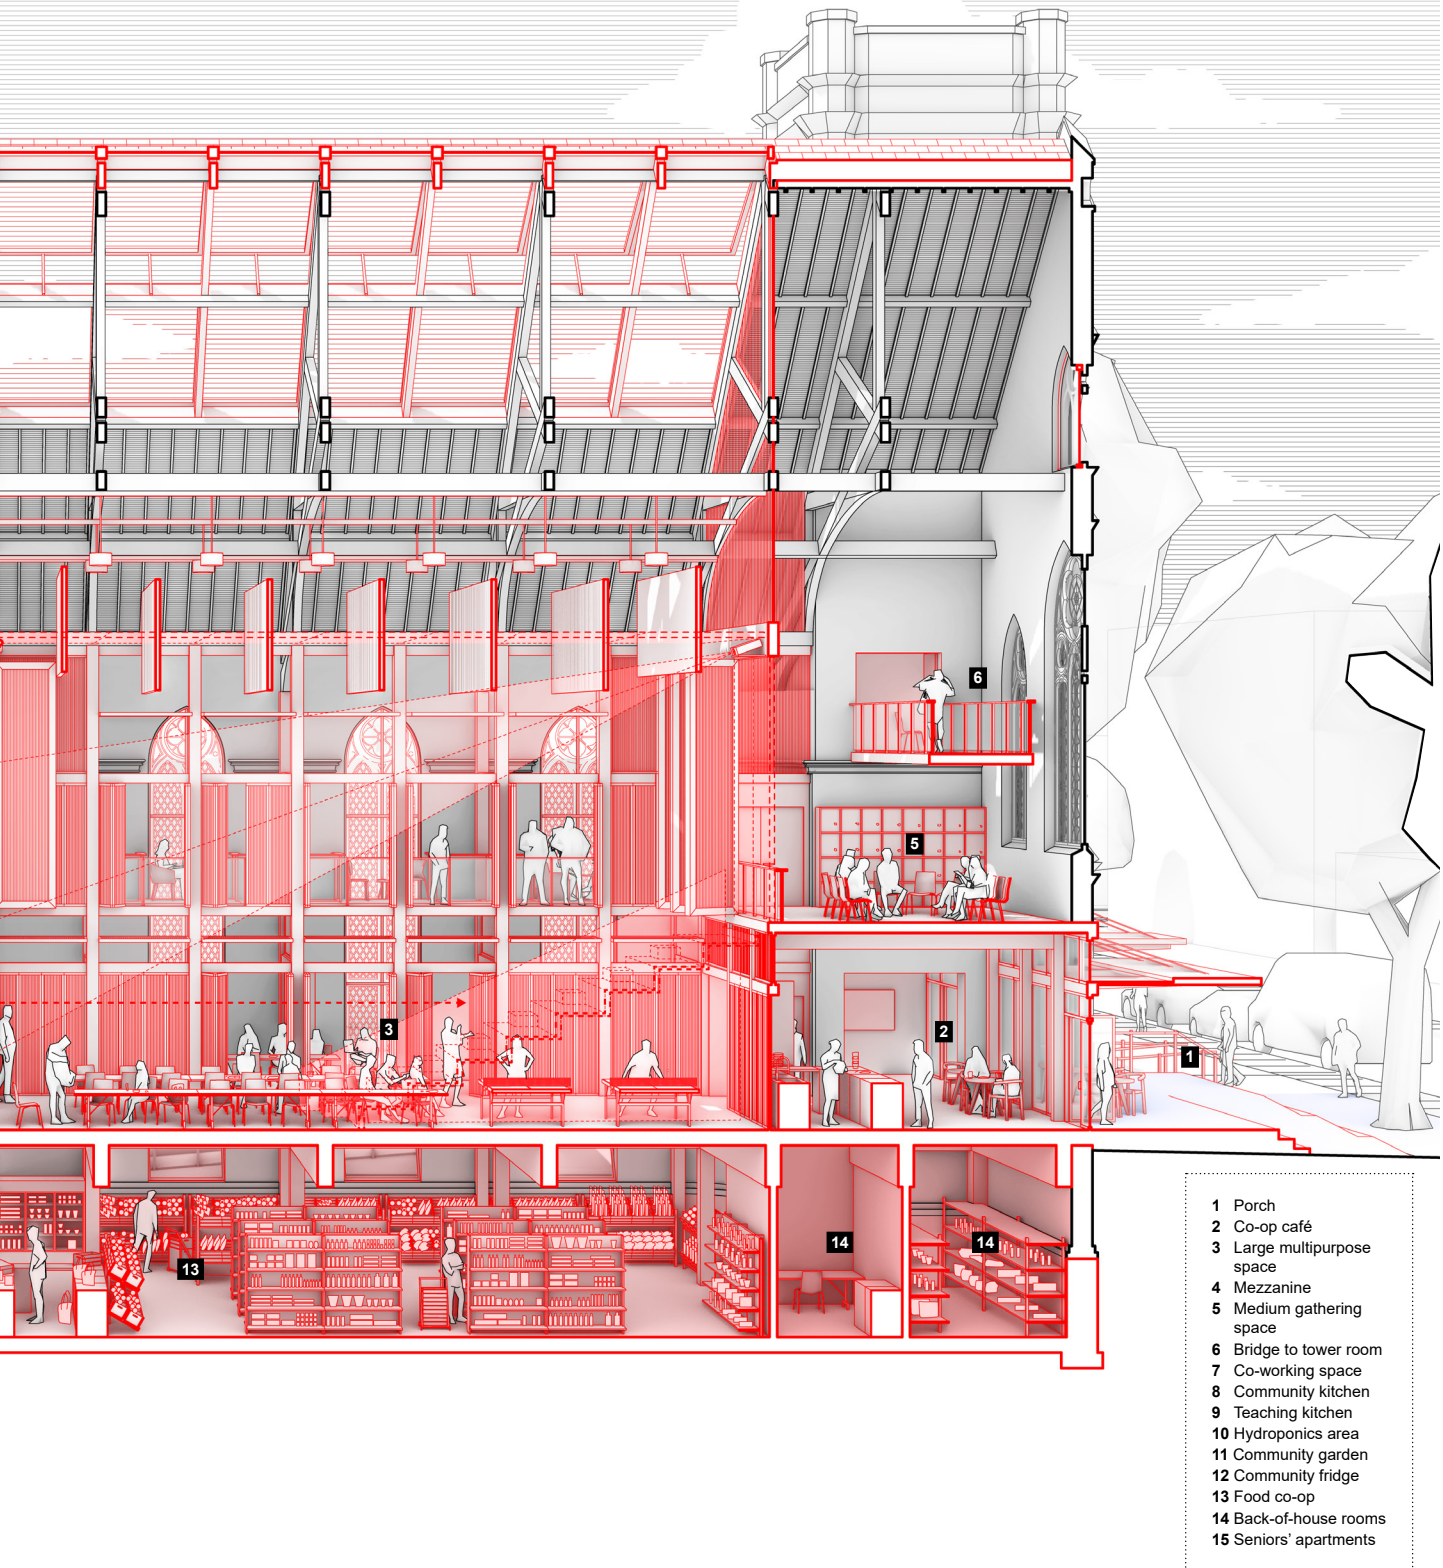 6
5
3
2
1
14
14
13
1 Porch
2 Co-op café
3 Large multipurpose
space
4 Mezzanine
5 Medium gathering
space
6 Bridge to tower room
7 Co-working space
8 Community kitchen
9 Teaching kitchen
10 Hydroponics area
11 Community garden
12 Community fridge
13 Food co-op
14 Back-of-house rooms
15 Seniors’ apartments